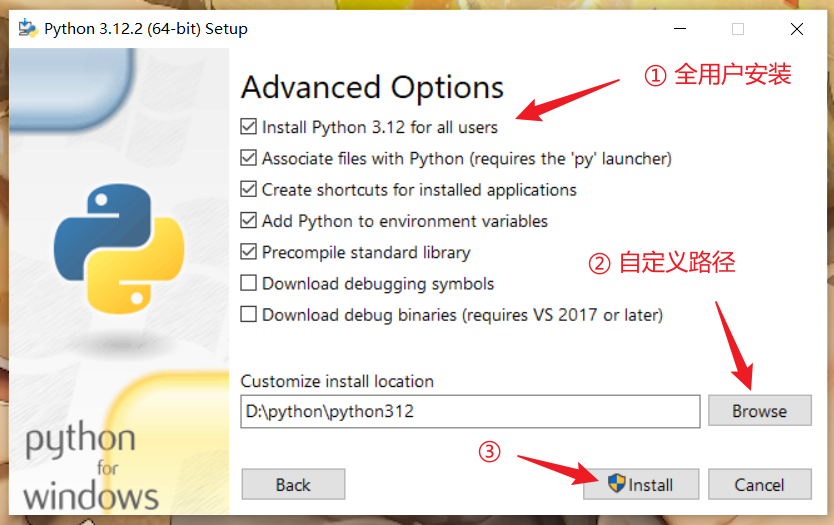 Python 3.12.2 (64-bit) Setup
Advanced Options
① 全用户安装
Install Python 3.12 for all users
Associate files with Python (requires the 'py' launcher)
Create shortcuts for installed applications
Add Python to environment variables
Precompile standard library
② 自定义路径
Download debugging symbols
Download debug binaries (requires VS 2017 or later)
Customize install location
D:\python\python312
Browse
python
for
windows
③
Back
Install
Cancel